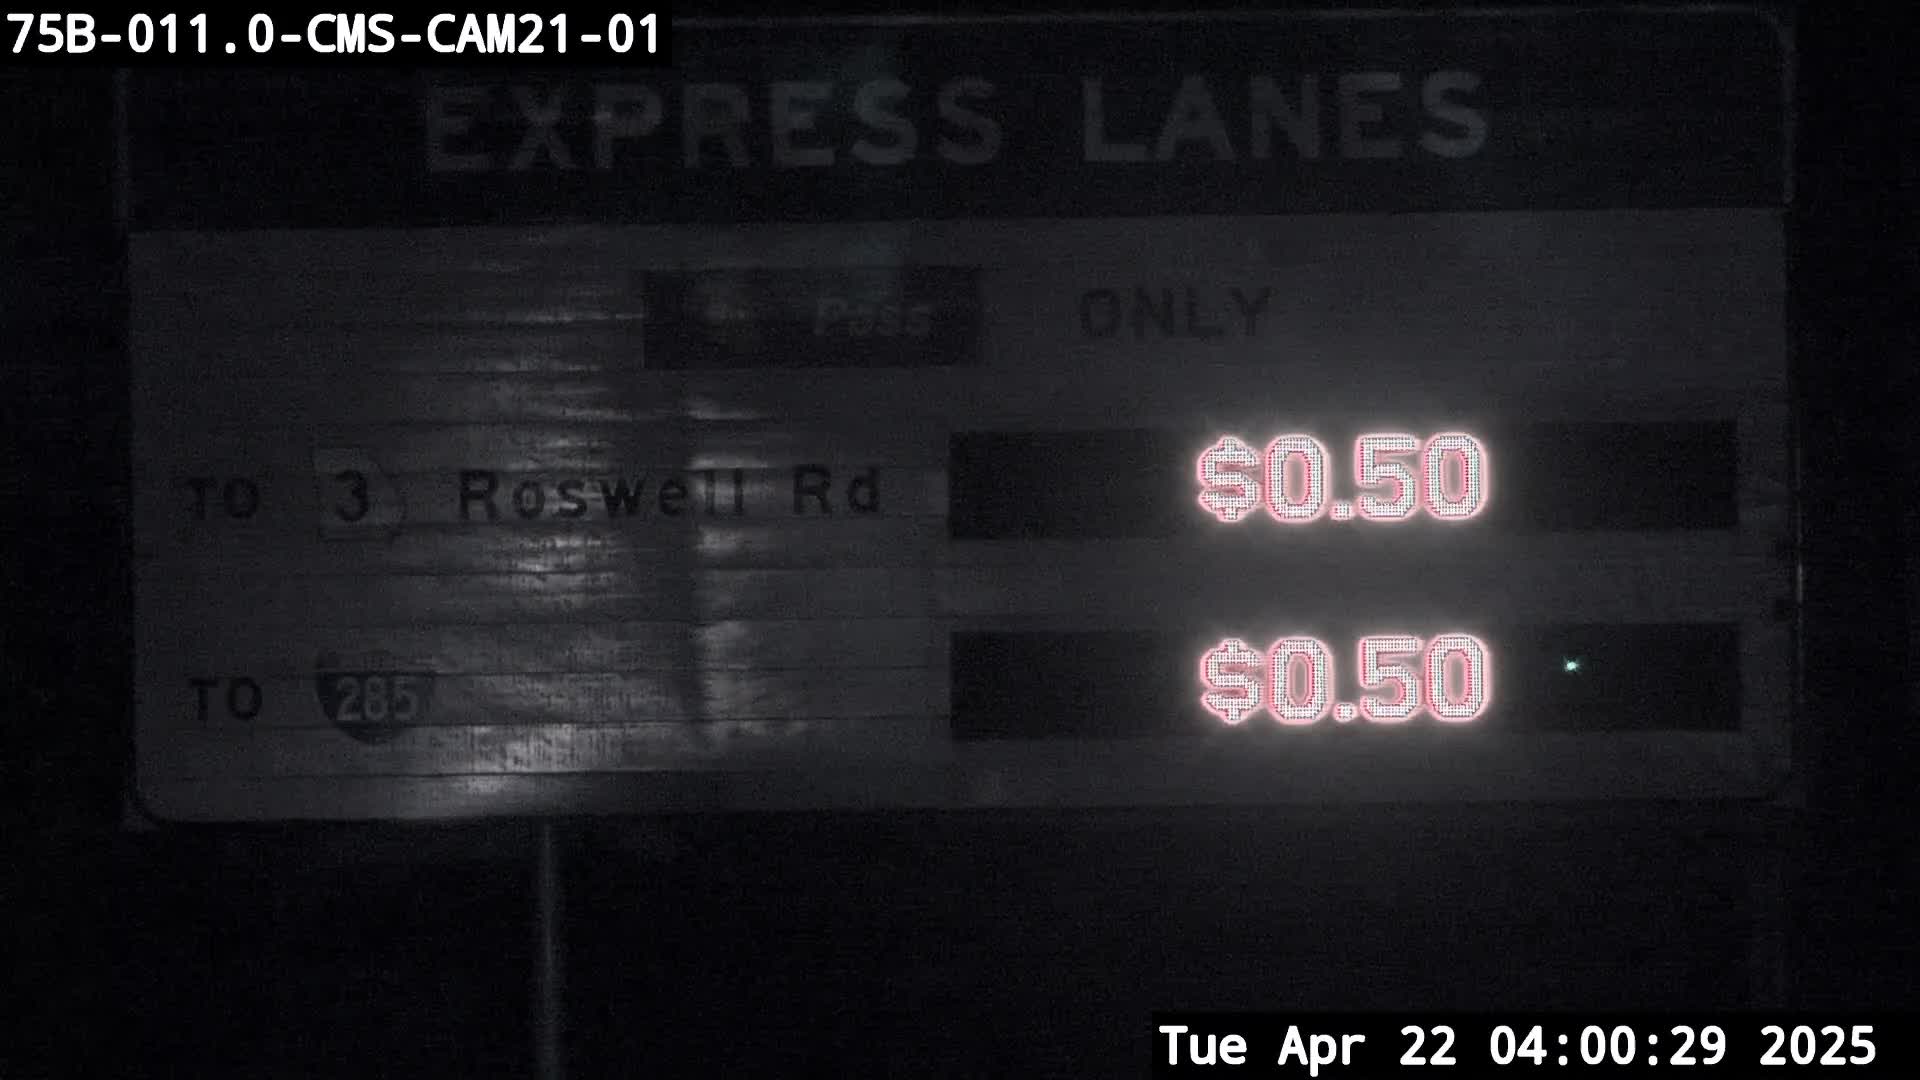 75B-011.0-CMS-CAM21-01
EXPRESS LANES
Pass ONLY
TO 3 Roswell Rd $0.50
TO 285 $0.50
Tue Apr 22 04:00:29 2025